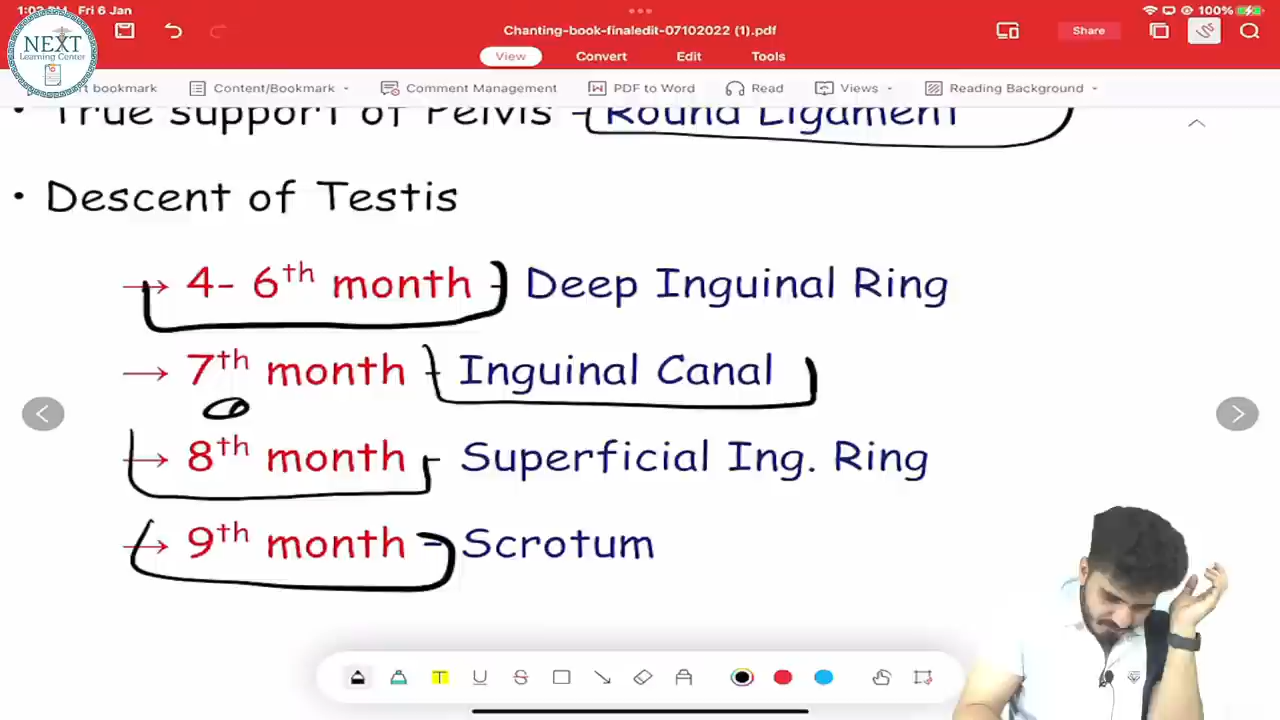 1:03 PM Fri 6 Jan
100%
NEXT
Learning Center
Chanting-book-finaledit-07102022 (1).pdf
Share
View Convert Edit Tools
bookmark Content/Bookmark Comment Management PDF to Word Read Views Reading Background
• True support of Pelvis - Round Ligament
• Descent of Testis
→ 4- 6th month - Deep Inguinal Ring
→ 7th month - Inguinal Canal
→ 8th month - Superficial Ing. Ring
→ 9th month - Scrotum
T U S A